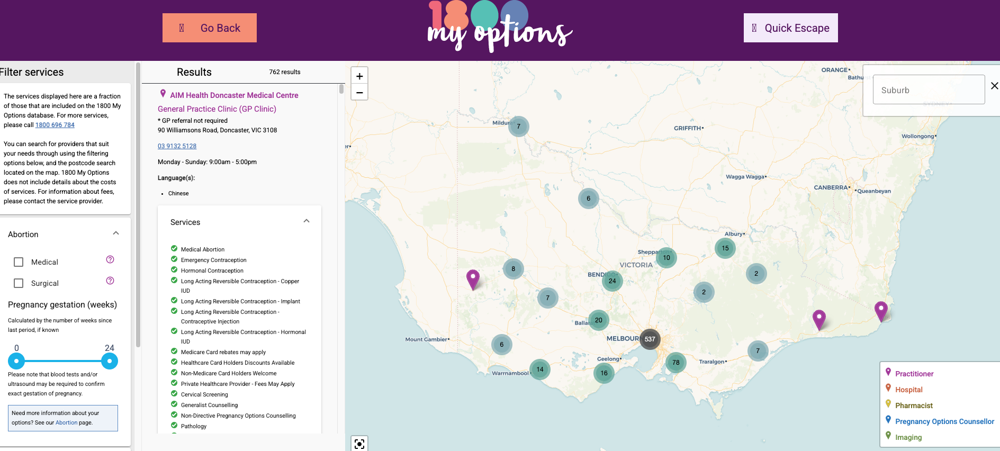 Go Back
1800
my options
Quick Escape
Filter services
The services displayed here are a fraction
of those that are included on the 1800 My
Options database. For more services,
please call 1800 696 784
You can search for providers that suit
your needs through using the filtering
options below, and the postcode search
located on the map. 1800 My Options
does not include details about the costs
of services. For information about fees,
please contact the service provider.
Abortion
Medical
Surgical
Pregnancy gestation (weeks)
Calculated by the number of weeks since
last period, if known
0 24
Please note that blood tests and/or
ultrasound may be required to confirm
exact gestation of pregnancy.
Need more information about your
options? See our Abortion page.
Results
762 results
AIM Health Doncaster Medical Centre
General Practice Clinic (GP Clinic)
* GP referral not required
90 Williamsons Road, Doncaster, VIC 3108
03 9132 5128
Monday - Sunday: 9:00am - 5:00pm
Language(s):
• Chinese
Services
Medical Abortion
Emergency Contraception
Hormonal Contraception
Long Acting Reversible Contraception - Copper
IUD
Long Acting Reversible Contraception - Implant
Long Acting Reversible Contraception -
Contraceptive Injection
Long Acting Reversible Contraception - Hormonal
IUD
Medicare Card rebates may apply
Healthcare Card Holders Discounts Available
Non-Medicare Card Holders Welcome
Private Healthcare Provider - Fees May Apply
Cervical Screening
Generalist Counselling
Non-Directive Pregnancy Options Counselling
Pathology
+
−
ORANGE
Bathurst
Suburb
SYDNEY
Mildura
7
GRIFFITH
Wollongong
Wagga Wagga
CANBERRA
Queanbeyan
6
Albury
15
Shepparton
10
VICTORIA
8
BENDIGO
24
2
2
7
20
Ballarat
Mount Gambier
MELBOURNE
537
6
7
Geelong
78
Traralgon
14
Warrnambool
16
Practitioner
Hospital
Pharmacist
Pregnancy Options Counsellor
Imaging